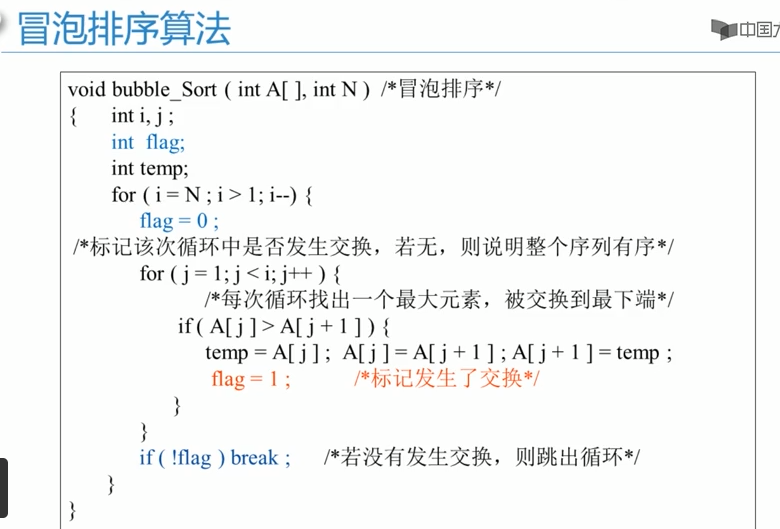 冒泡排序算法
中国
void bubble_Sort ( int A[ ], int N ) /*冒泡排序*/
{ int i, j ;
int flag;
int temp;
for ( i = N ; i > 1; i--) {
flag = 0 ;
/*标记该次循环中是否发生交换，若无，则说明整个序列有序*/
for ( j = 1; j < i; j++ ) {
/*每次循环找出一个最大元素，被交换到最下端*/
if ( A[ j ] > A[ j + 1 ] ) {
temp = A[ j ] ; A[ j ] = A[ j + 1 ] ; A[ j + 1 ] = temp ;
flag = 1 ; /*标记发生了交换*/
}
}
if ( !flag ) break ; /*若没有发生交换，则跳出循环*/
}
}